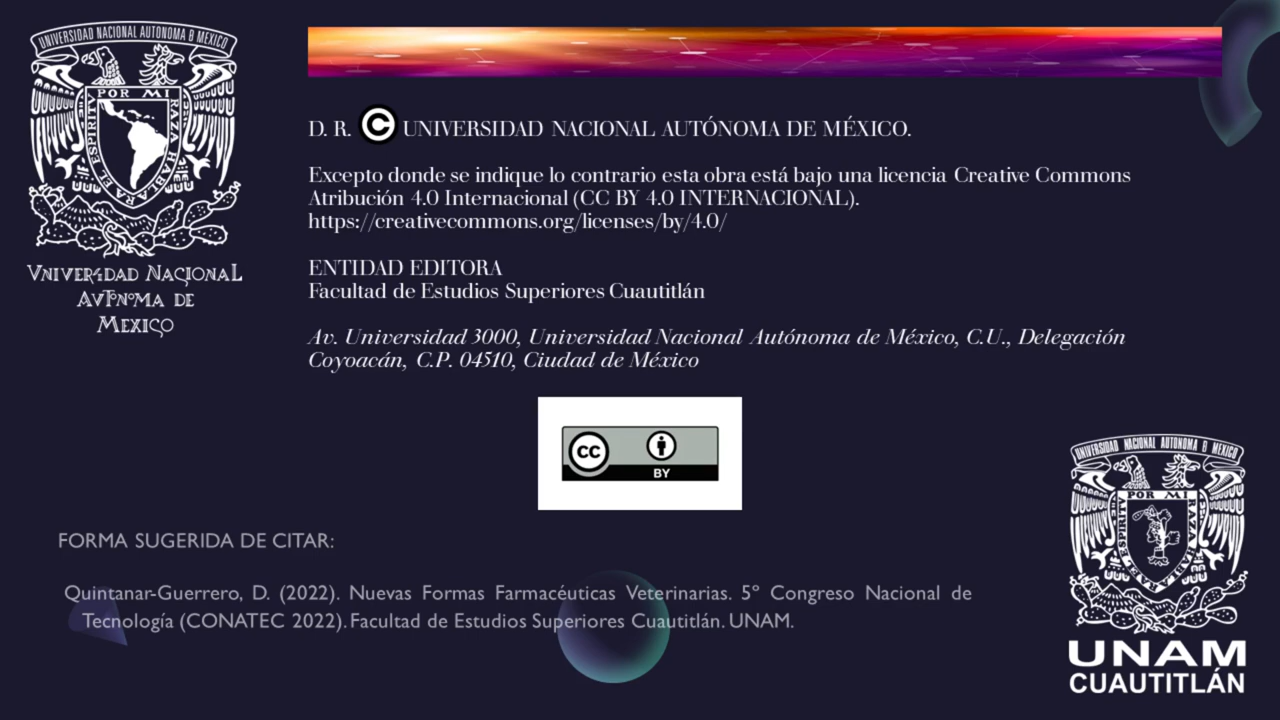 UNIVERSIDAD NACIONAL AUTONOMA D MEXICO
POR MI RAZA HABLARA EL ESPIRITU
VNIVERSIDAD NACIONAL
AVTONOMA DE
MEXICO
D. R. © UNIVERSIDAD NACIONAL AUTÓNOMA DE MÉXICO.
Excepto donde se indique lo contrario esta obra está bajo una licencia Creative Commons
Atribución 4.0 Internacional (CC BY 4.0 INTERNACIONAL).
https://creativecommons.org/licenses/by/4.0/
ENTIDAD EDITORA
Facultad de Estudios Superiores Cuautitlán
Av. Universidad 3000, Universidad Nacional Autónoma de México, C.U., Delegación
Coyoacán, C.P. 04510, Ciudad de México
CC
BY
FORMA SUGERIDA DE CITAR:
Quintanar-Guerrero, D. (2022). Nuevas Formas Farmacéuticas Veterinarias. 5º Congreso Nacional de
Tecnología (CONATEC 2022). Facultad de Estudios Superiores Cuautitlán. UNAM.
UNIVERSIDAD NACIONAL AUTONOMA D MEXICO
POR MI RAZA HABLARA EL ESPIRITU
UNAM
CUAUTITLÁN